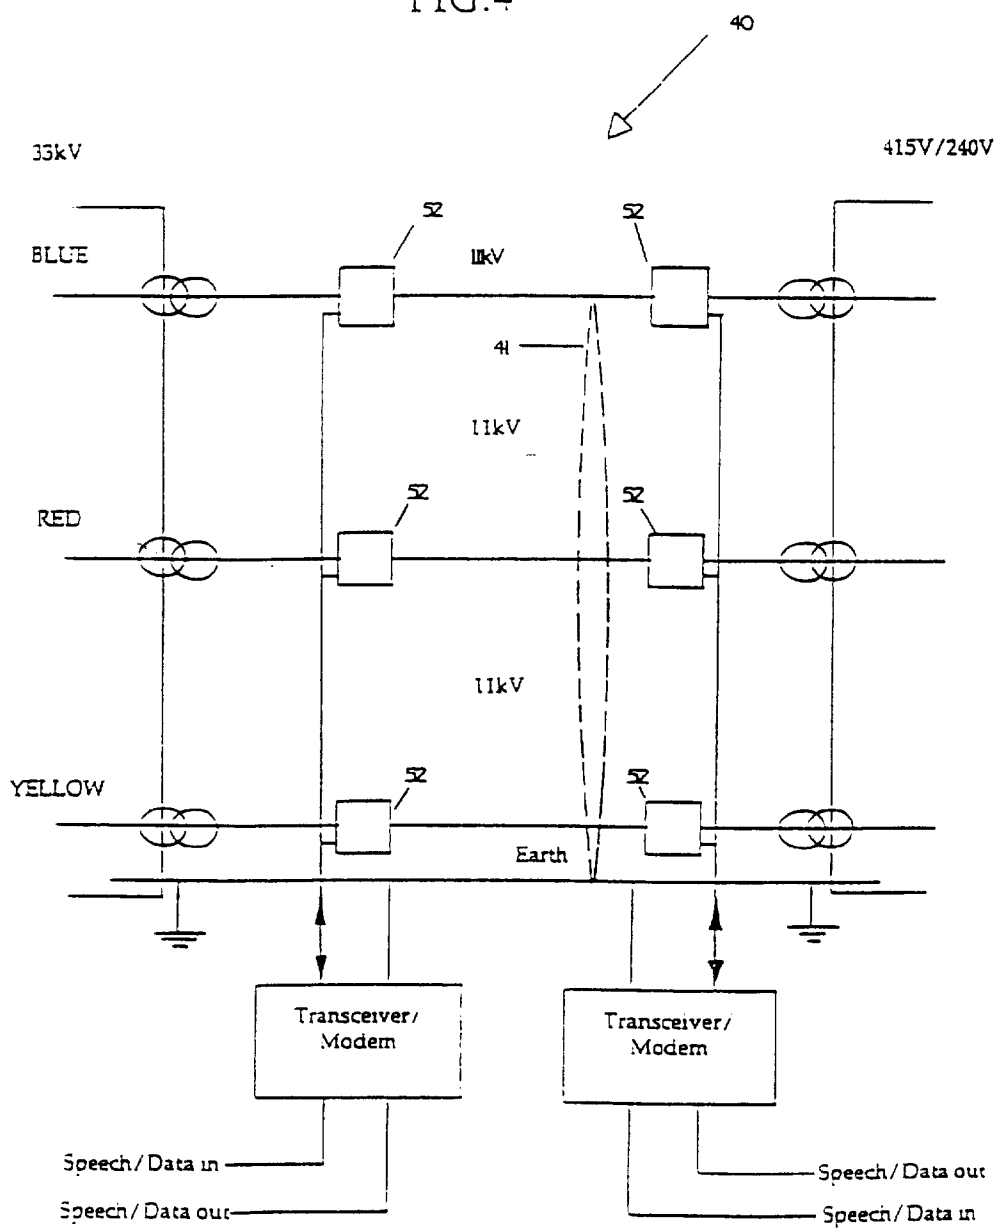 FIG.4
40
33kV
415V/240V
52
52
BLUE
11kV
41
11kV
52
52
RED
11kV
YELLOW
52
52
Earth
Transceiver/
Modem
Transceiver/
Modem
Speech/Data in
Speech/Data out
Speech/Data out
Speech/Data in